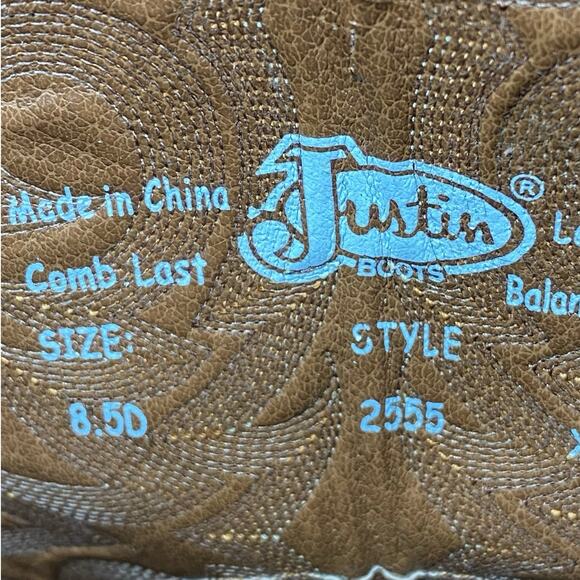 Made in China
Justin ®
BOOTS
Comb Last
SIZE:
STYLE
8.5D
2555